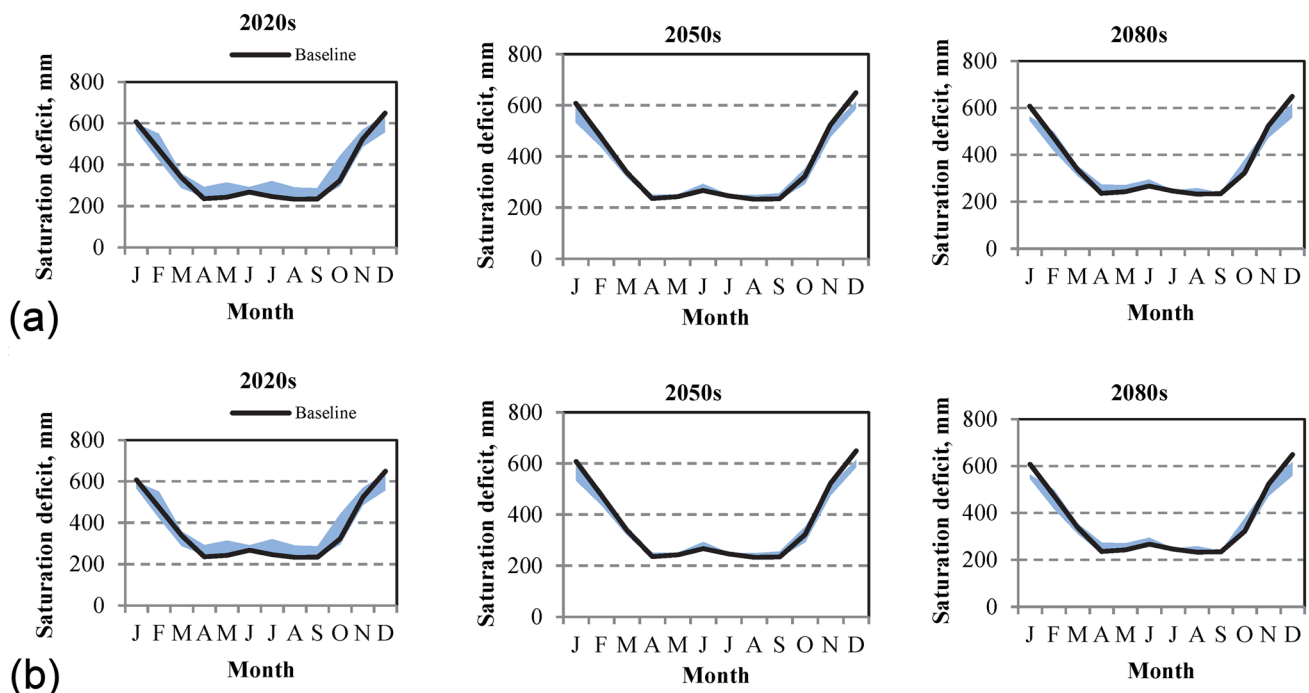 2020s
Baseline
Saturation deficit, mm
800
600
400
200
0
J F M A M J J A S O N D
Month
2050s
Saturation deficit, mm
800
600
400
200
0
J F M A M J J A S O N D
Month
2080s
Saturation deficit, mm
800
600
400
200
0
J F M A M J J A S O N D
Month
(a)
2020s
Baseline
Saturation deficit, mm
800
600
400
200
0
J F M A M J J A S O N D
Month
2050s
Saturation deficit, mm
800
600
400
200
0
J F M A M J J A S O N D
Month
2080s
Saturation deficit, mm
800
600
400
200
0
J F M A M J J A S O N D
Month
(b)